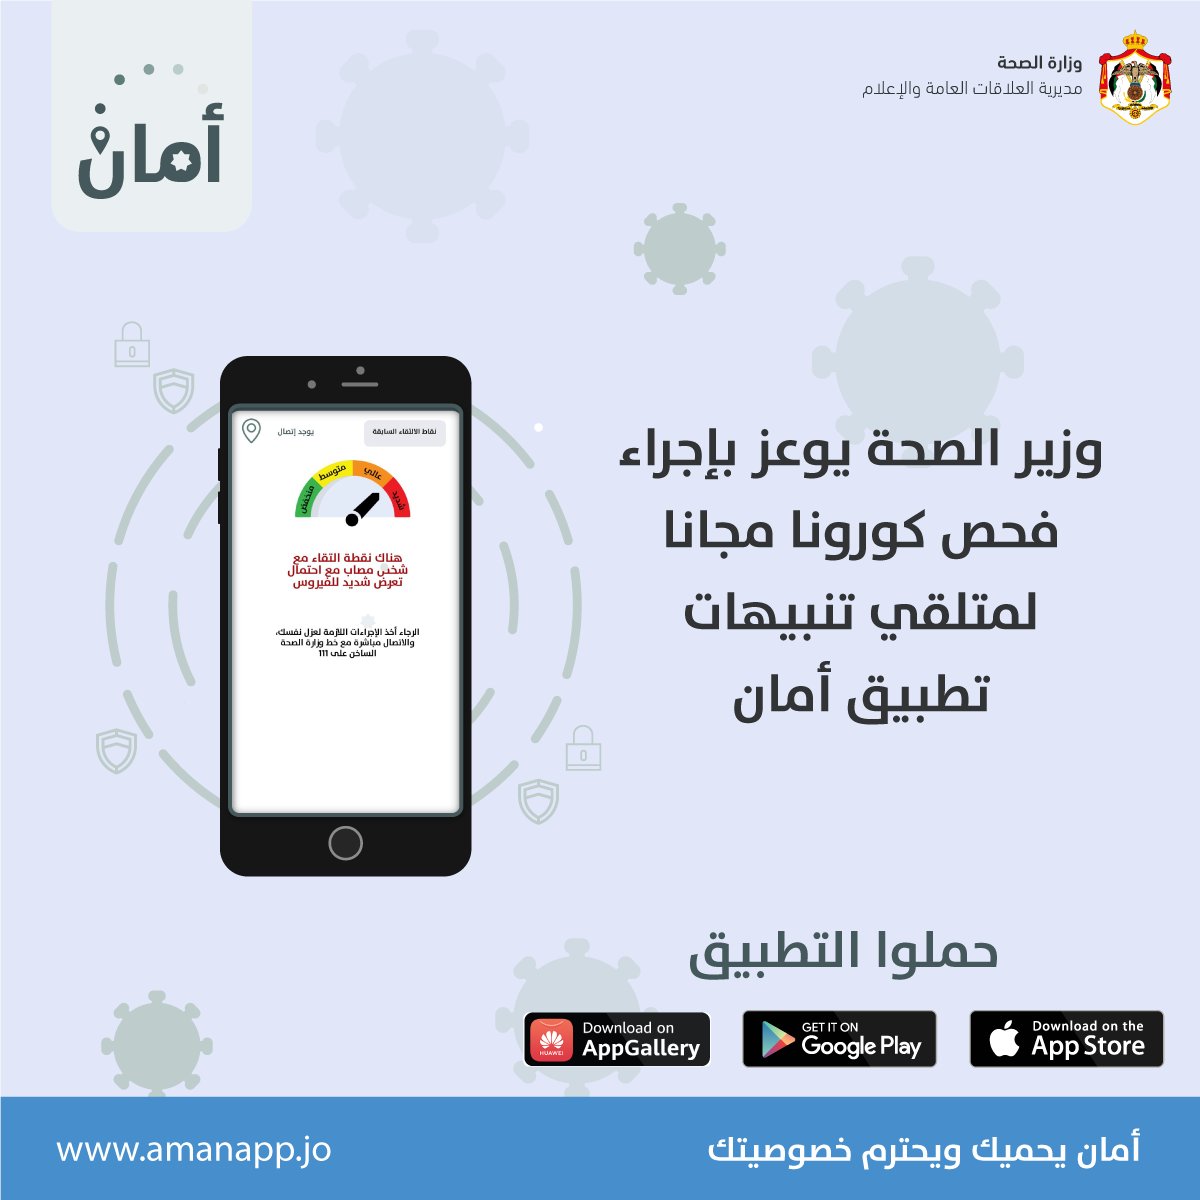 وزارة الصحة
مديرية العلاقات العامة والإعلام
أمان
وزير الصحة يوعز بإجراء
فحص كورونا مجانا
لمتلقي تنبيهات
تطبيق أمان
نقاط الالتقاء السابقة
يوجد إتصال
شديد
عالي
متوسط
منخفض
هناك نقطة التقاء مع
شخص مصاب مع احتمال
تعرض شديد للفيروس
الرجاء أخذ الإجراءات اللازمة لعزل نفسك،
والاتصال مباشرة مع خط وزارة الصحة
الساخن على 111
حملوا التطبيق
Download on the
App Store
GET IT ON
Google Play
Download on
AppGallery
HUAWEI
أمان يحميك ويحترم خصوصيتك
www.amanapp.jo